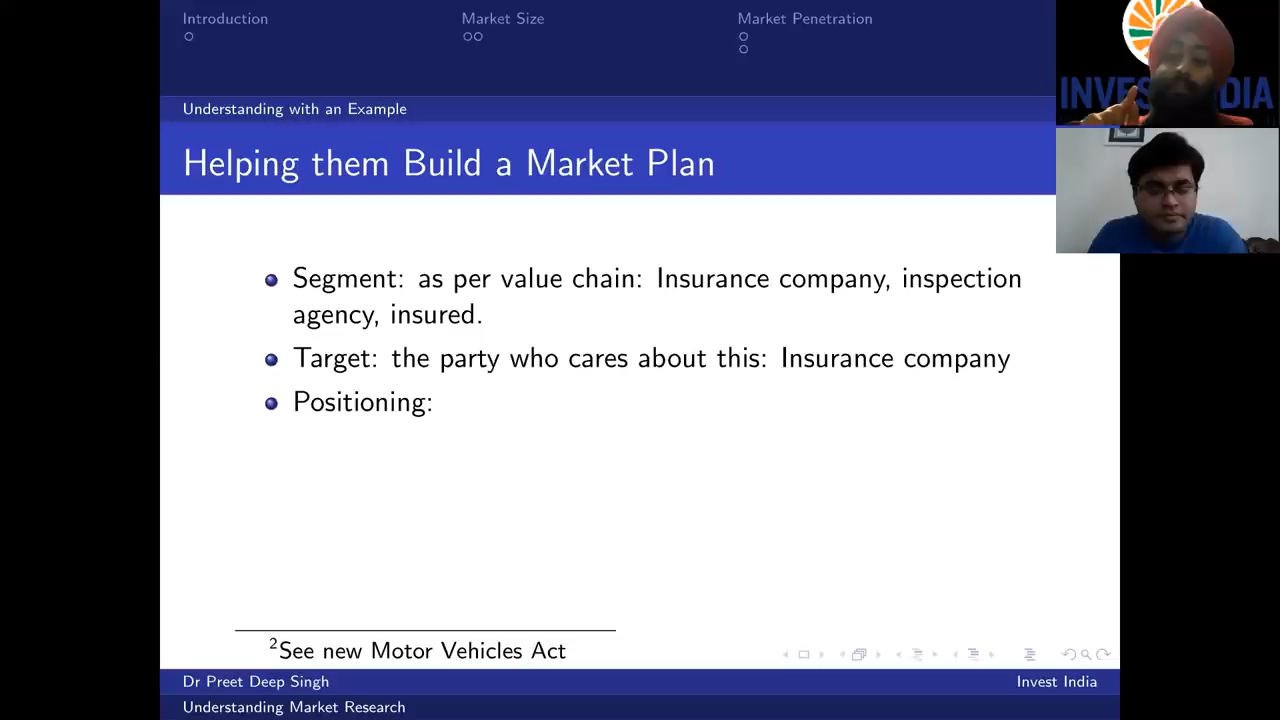 Introduction
Market Size
Market Penetration
Understanding with an Example
Helping them Build a Market Plan
Segment: as per value chain: Insurance company, inspection
agency, insured.
Target: the party who cares about this: Insurance company
Positioning:
2See new Motor Vehicles Act
Dr Preet Deep Singh
Invest India
Understanding Market Research